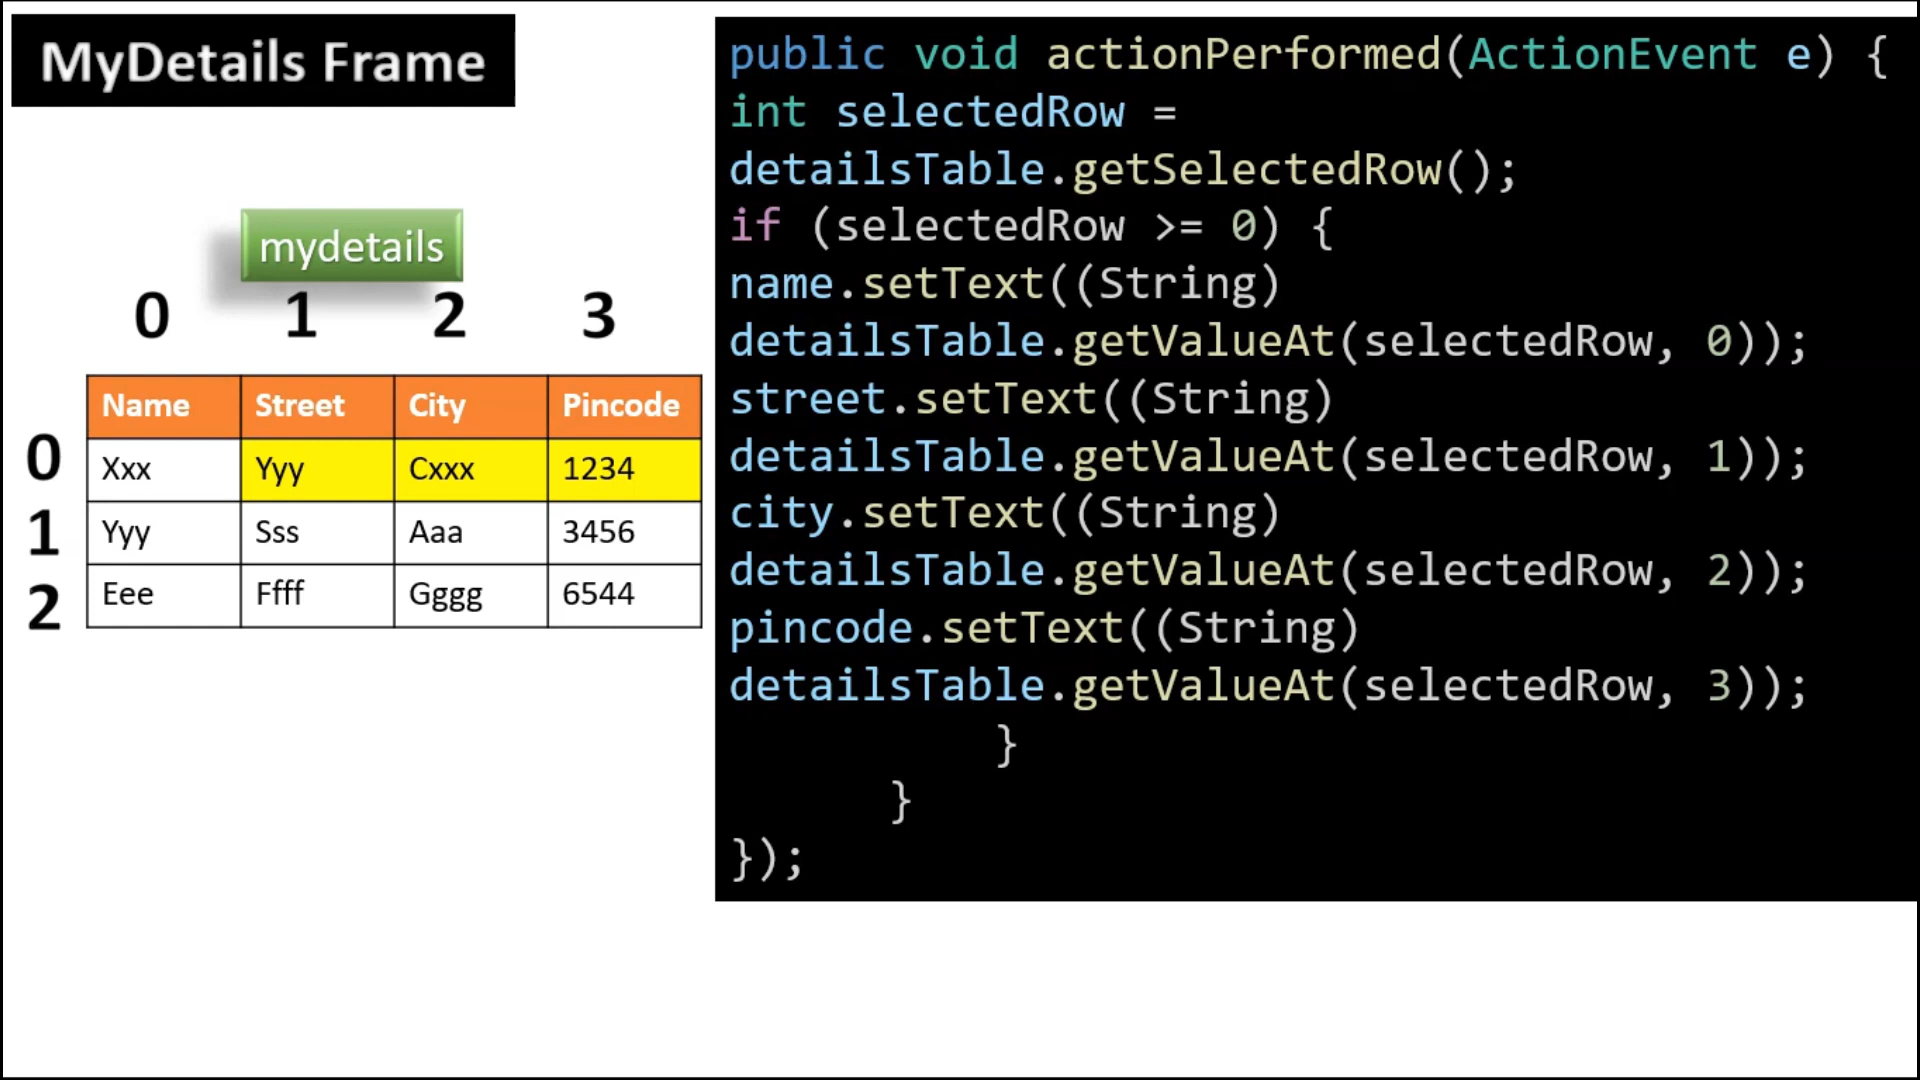 MyDetails Frame
mydetails
0 1 2 3
Name Street City Pincode
0 Xxx Yyy Cxxx 1234
1 Yyy Sss Aaa 3456
2 Eee Ffff Gggg 6544
public void actionPerformed(ActionEvent e) {
int selectedRow =
detailsTable.getSelectedRow();
if (selectedRow >= 0) {
name.setText((String)
detailsTable.getValueAt(selectedRow, 0));
street.setText((String)
detailsTable.getValueAt(selectedRow, 1));
city.setText((String)
detailsTable.getValueAt(selectedRow, 2));
pincode.setText((String)
detailsTable.getValueAt(selectedRow, 3));
}
}
});